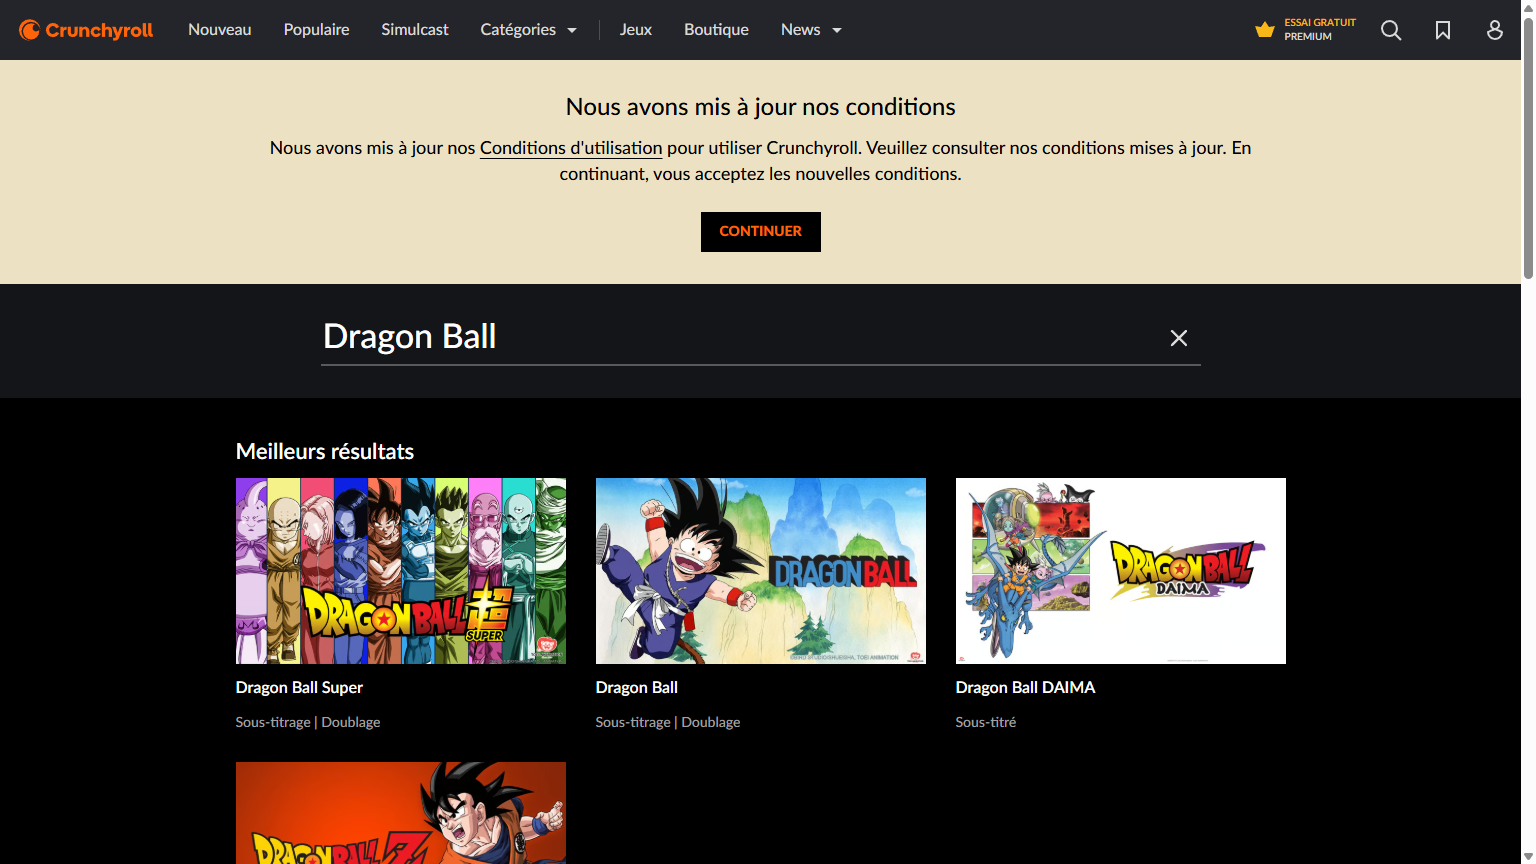 Crunchyroll
Nouveau
Populaire
Simulcast
Catégories
Jeux
Boutique
News
ESSAI GRATUIT
PREMIUM
Nous avons mis à jour nos conditions
Nous avons mis à jour nos Conditions d'utilisation pour utiliser Crunchyroll. Veuillez consulter nos conditions mises à jour. En
continuant, vous acceptez les nouvelles conditions.
CONTINUER
Dragon Ball
Meilleurs résultats
DRAGON BALL 超
SUPER
DRAGON BALL
DRAGON BALL
DAIMA
Dragon Ball Super
Dragon Ball
Dragon Ball DAIMA
Sous-titrage | Doublage
Sous-titrage | Doublage
Sous-titré
DRAGON BALL Z